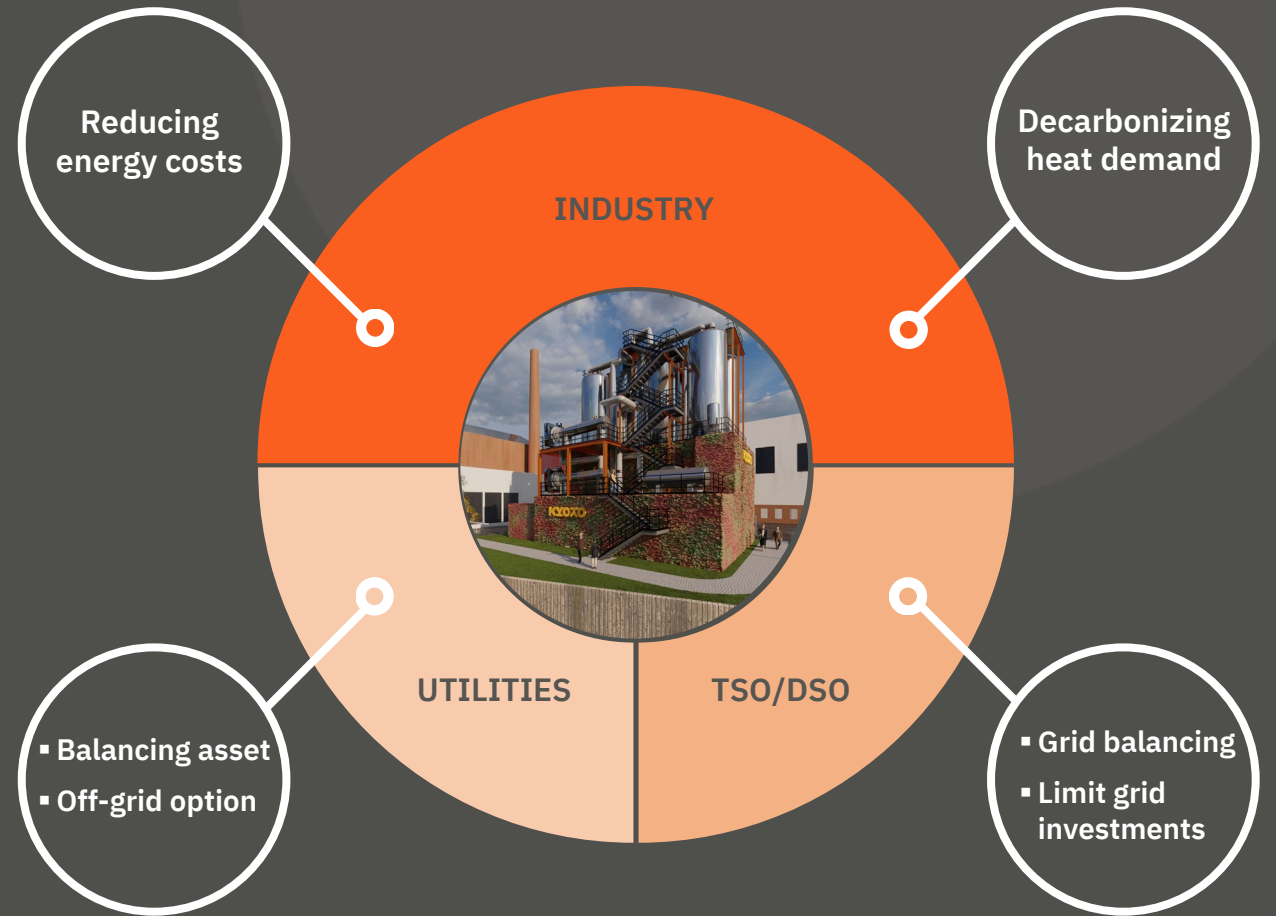 Reducing
energy costs
Decarbonizing
heat demand
INDUSTRY
KYOTO
UTILITIES
TSO/DSO
▪ Balancing asset
▪ Off-grid option
▪ Grid balancing
▪ Limit grid
investments